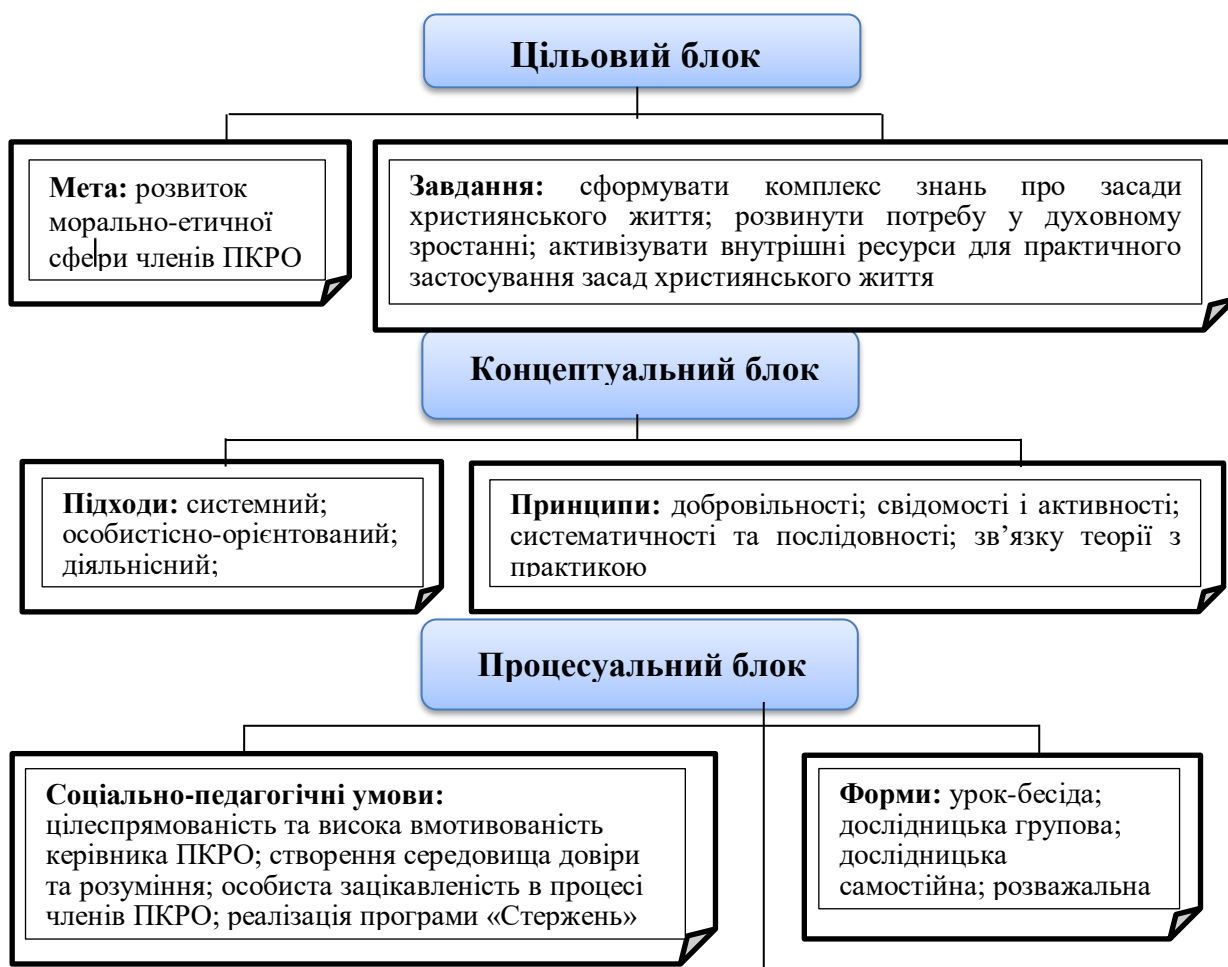 Цільовий блок
Мета: розвиток
морально-етичної
сфери членів ПКРО
Завдання: сформувати комплекс знань про засади
християнського життя; розвинути потребу у духовному
зростанні; активізувати внутрішні ресурси для практичного
застосування засад християнського життя
Концептуальний блок
Підходи: системний;
особистісно-орієнтований;
діяльнісний;
Принципи: добровільності; свідомості і активності;
систематичності та послідовності; зв’язку теорії з
практикою
Процесуальний блок
Соціально-педагогічні умови:
цілеспрямованість та висока вмотивованість
керівника ПКРО; створення середовища довіри
та розуміння; особиста зацікавленість в процесі
членів ПКРО; реалізація програми «Стержень»
Форми: урок-бесіда;
дослідницька групова;
дослідницька
самостійна; розважальна